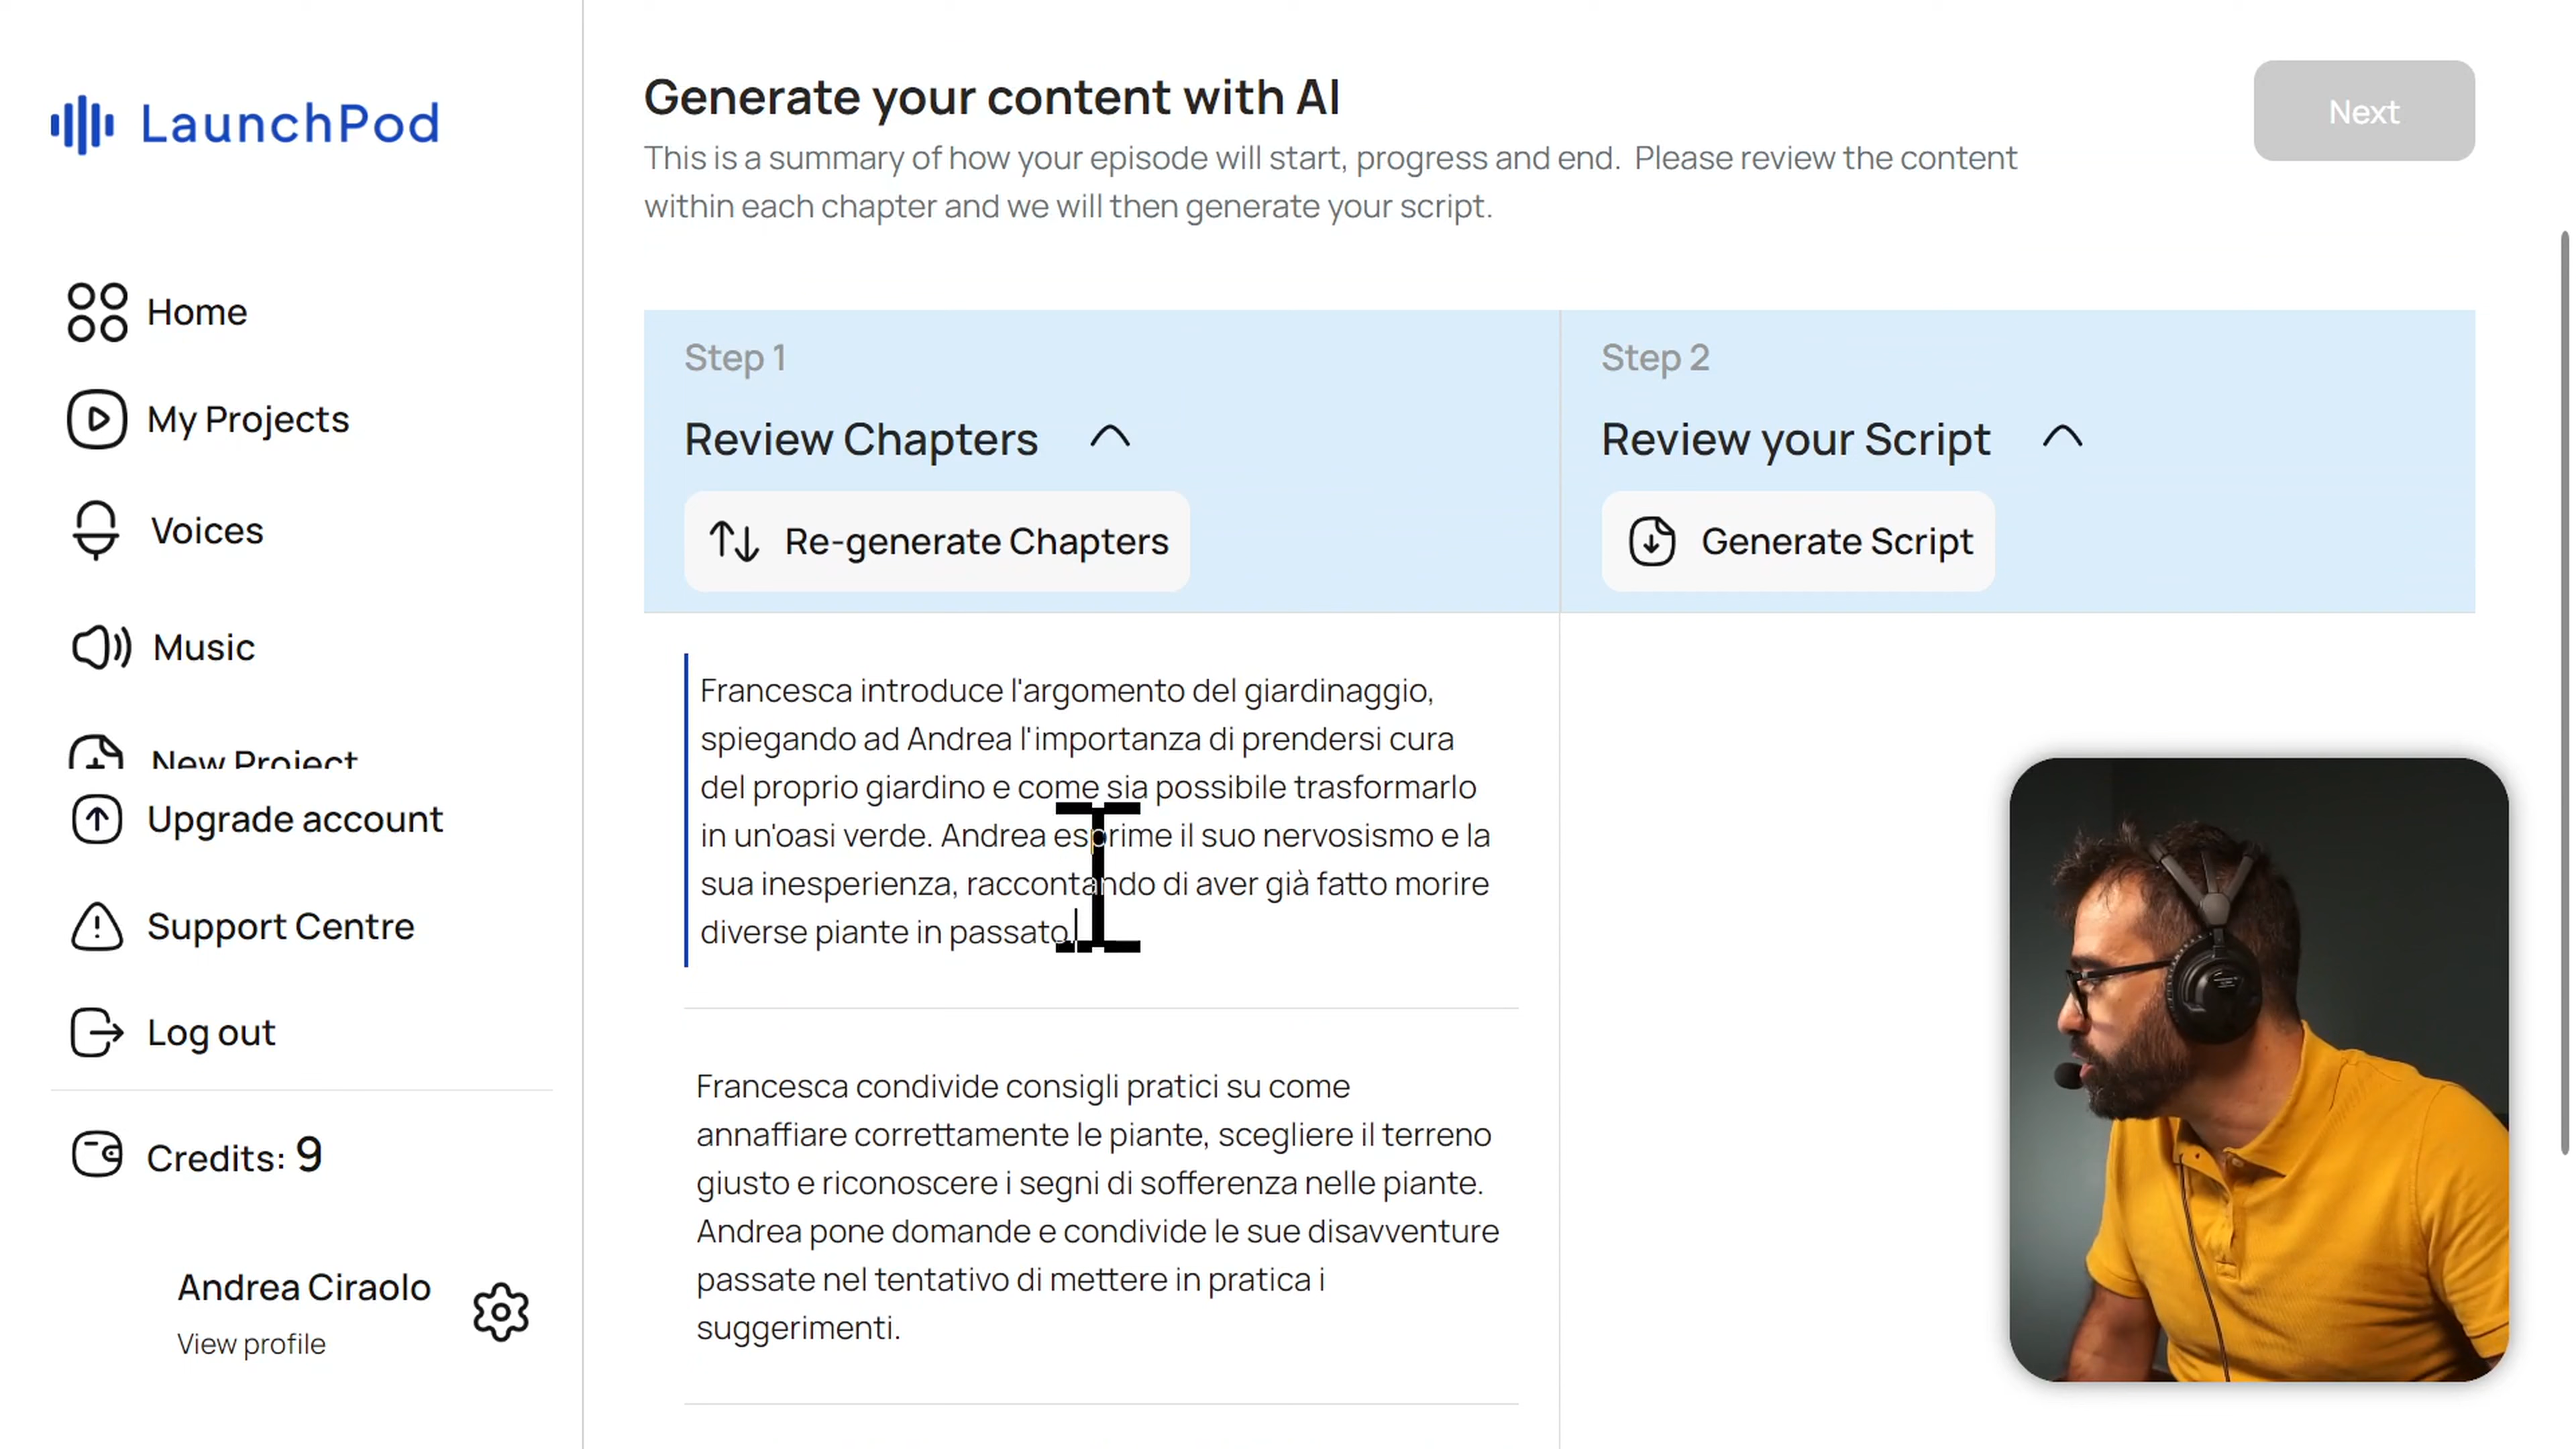 LaunchPod
Home
My Projects
Voices
Music
New Project
Upgrade account
Support Centre
Log out
Credits: 9
Andrea Ciraolo
View profile
Generate your content with AI
This is a summary of how your episode will start, progress and end. Please review the content
within each chapter and we will then generate your script.
Next
Step 1
Review Chapters
Re-generate Chapters
Francesca introduce l'argomento del giardinaggio,
spiegando ad Andrea l'importanza di prendersi cura
del proprio giardino e come sia possibile trasformarlo
in un'oasi verde. Andrea esprime il suo nervosismo e la
sua inesperienza, raccontando di aver già fatto morire
diverse piante in passato.
Francesca condivide consigli pratici su come
annaffiare correttamente le piante, scegliere il terreno
giusto e riconoscere i segni di sofferenza nelle piante.
Andrea pone domande e condivide le sue disavventure
passate nel tentativo di mettere in pratica i
suggerimenti.
Step 2
Review your Script
Generate Script